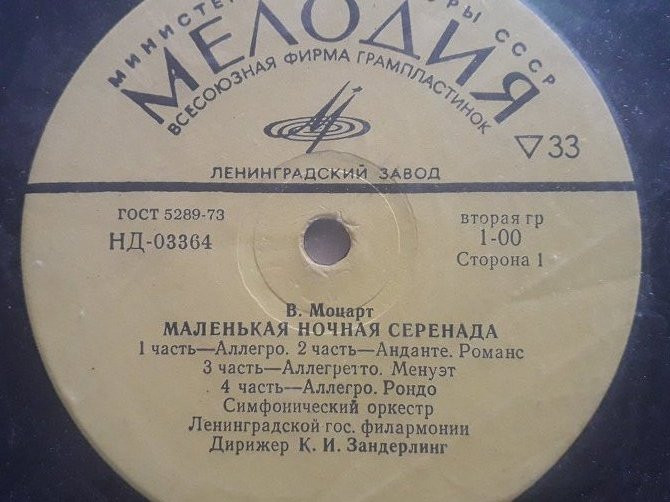 МИНИСТЕ РЫ СССР
МЕЛОДИЯ
ВСЕСОЮЗНАЯ ФИРМА ГРАМПЛАСТИНОК
33
ЛЕНИНГРАДСКИЙ ЗАВОД
ГОСТ 5289-73
вторая гр
НД-03364
1-00
Сторона 1
В. Моцарт
МАЛЕНЬКАЯ НОЧНАЯ СЕРЕНАДА
1 часть—Аллегро. 2 часть—Анданте. Романс
3 часть—Аллегретто. Менуэт
4 часть—Аллегро. Рондо
Симфонический оркестр
Ленинградской гос. филармонии
Дирижер К. И. Зандерлинг